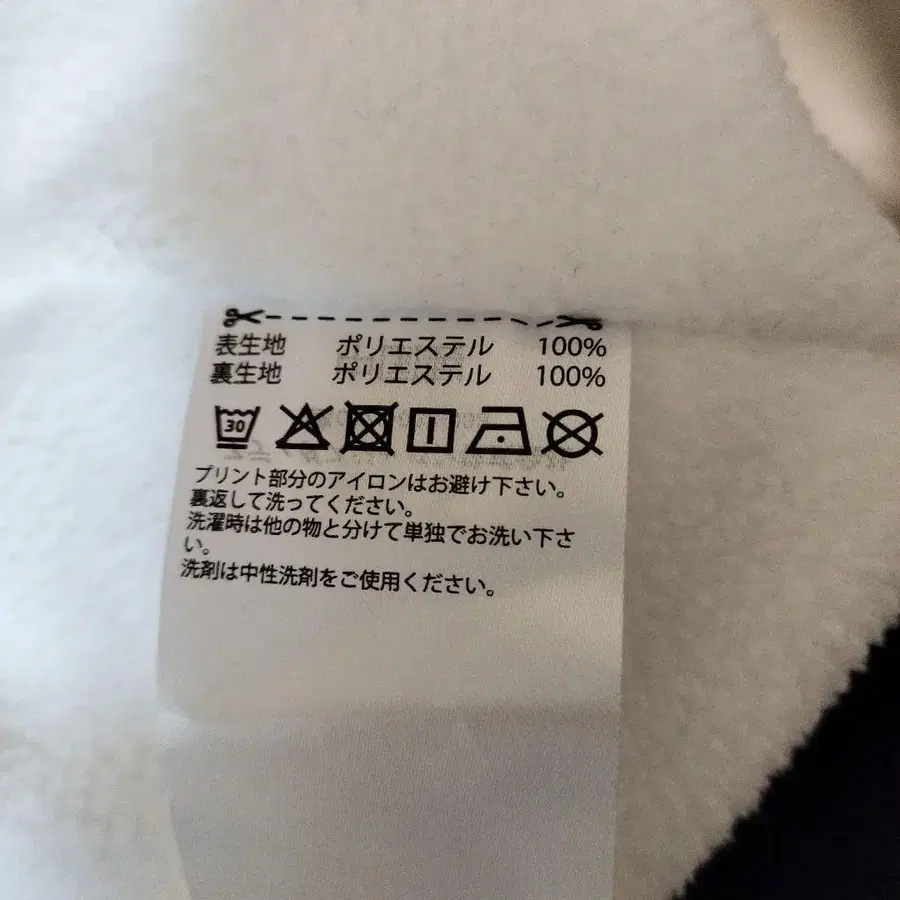 表生地 ポリエステル 100%
裏生地 ポリエステル 100%
30
プリント部分のアイロンはお避け下さい。
裏返して洗ってください。
洗濯時は他の物と分けて単独でお洗い下さ
い。
洗剤は中性洗剤をご使用ください。